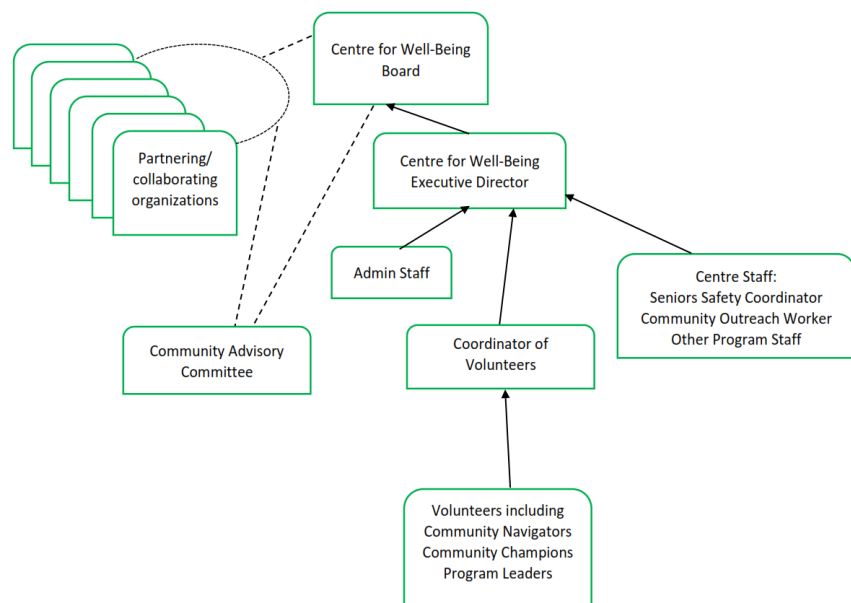 Centre for Well-Being
Board
Partnering/
collaborating
organizations
Centre for Well-Being
Executive Director
Admin Staff
Centre Staff:
Seniors Safety Coordinator
Community Outreach Worker
Other Program Staff
Community Advisory
Committee
Coordinator of
Volunteers
Volunteers including
Community Navigators
Community Champions
Program Leaders